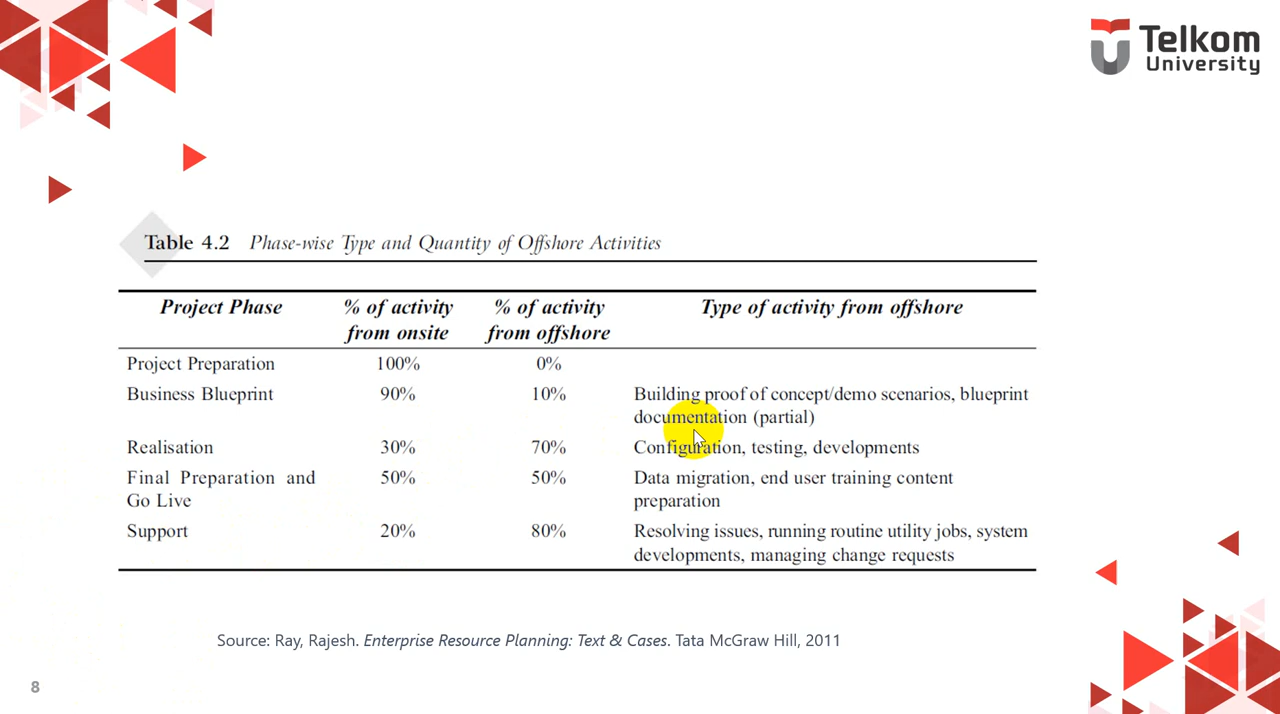 Telkom
University
Table 4.2 Phase-wise Type and Quantity of Offshore Activities
Project Phase % of activity from onsite % of activity from offshore Type of activity from offshore
Project Preparation 100% 0%
Business Blueprint 90% 10% Building proof of concept/demo scenarios, blueprint
documentation (partial)
Realisation 30% 70% Configuration, testing, developments
Final Preparation and 50% 50% Data migration, end user training content
Go Live preparation
Support 20% 80% Resolving issues, running routine utility jobs, system
developments, managing change requests
Source: Ray, Rajesh. Enterprise Resource Planning: Text & Cases. Tata McGraw Hill, 2011
8